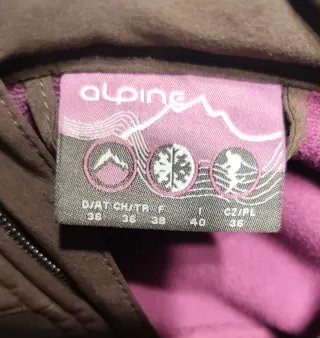 alpine
D/AT CH/TR F I CZ/PL
36 36 38 40 36